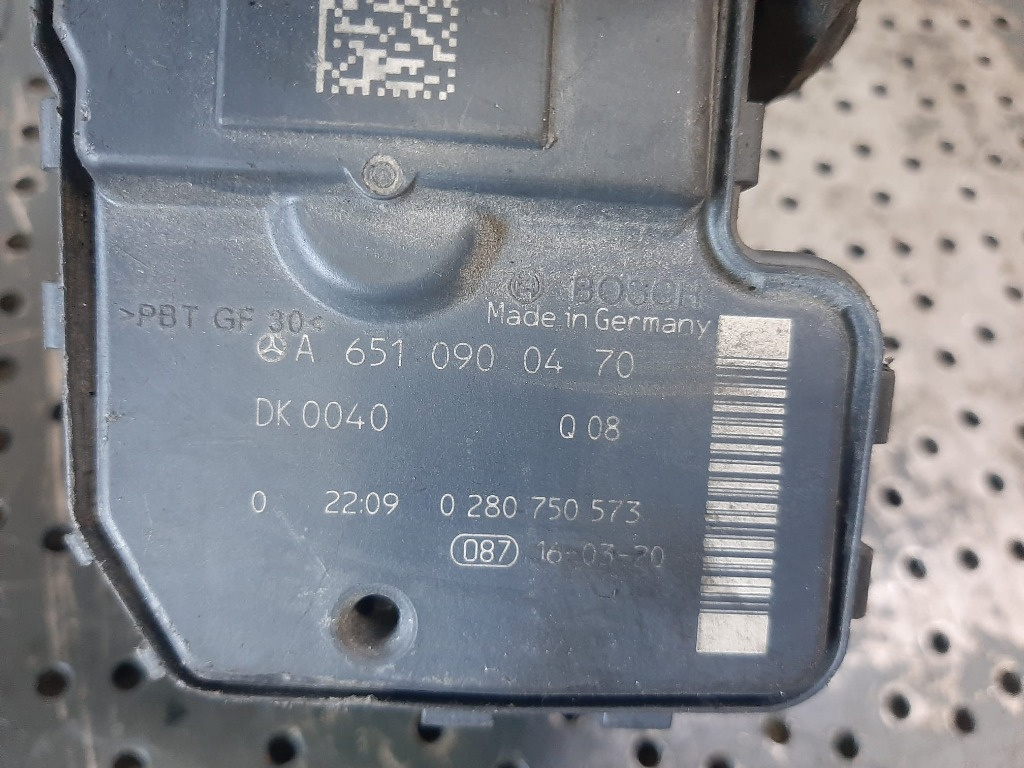 BOSCH
Made in Germany
>PBT GF 30<
A 651 090 04 70
DK 0040 Q 08
0 22:09 0 280 750 573
087 16-03-20